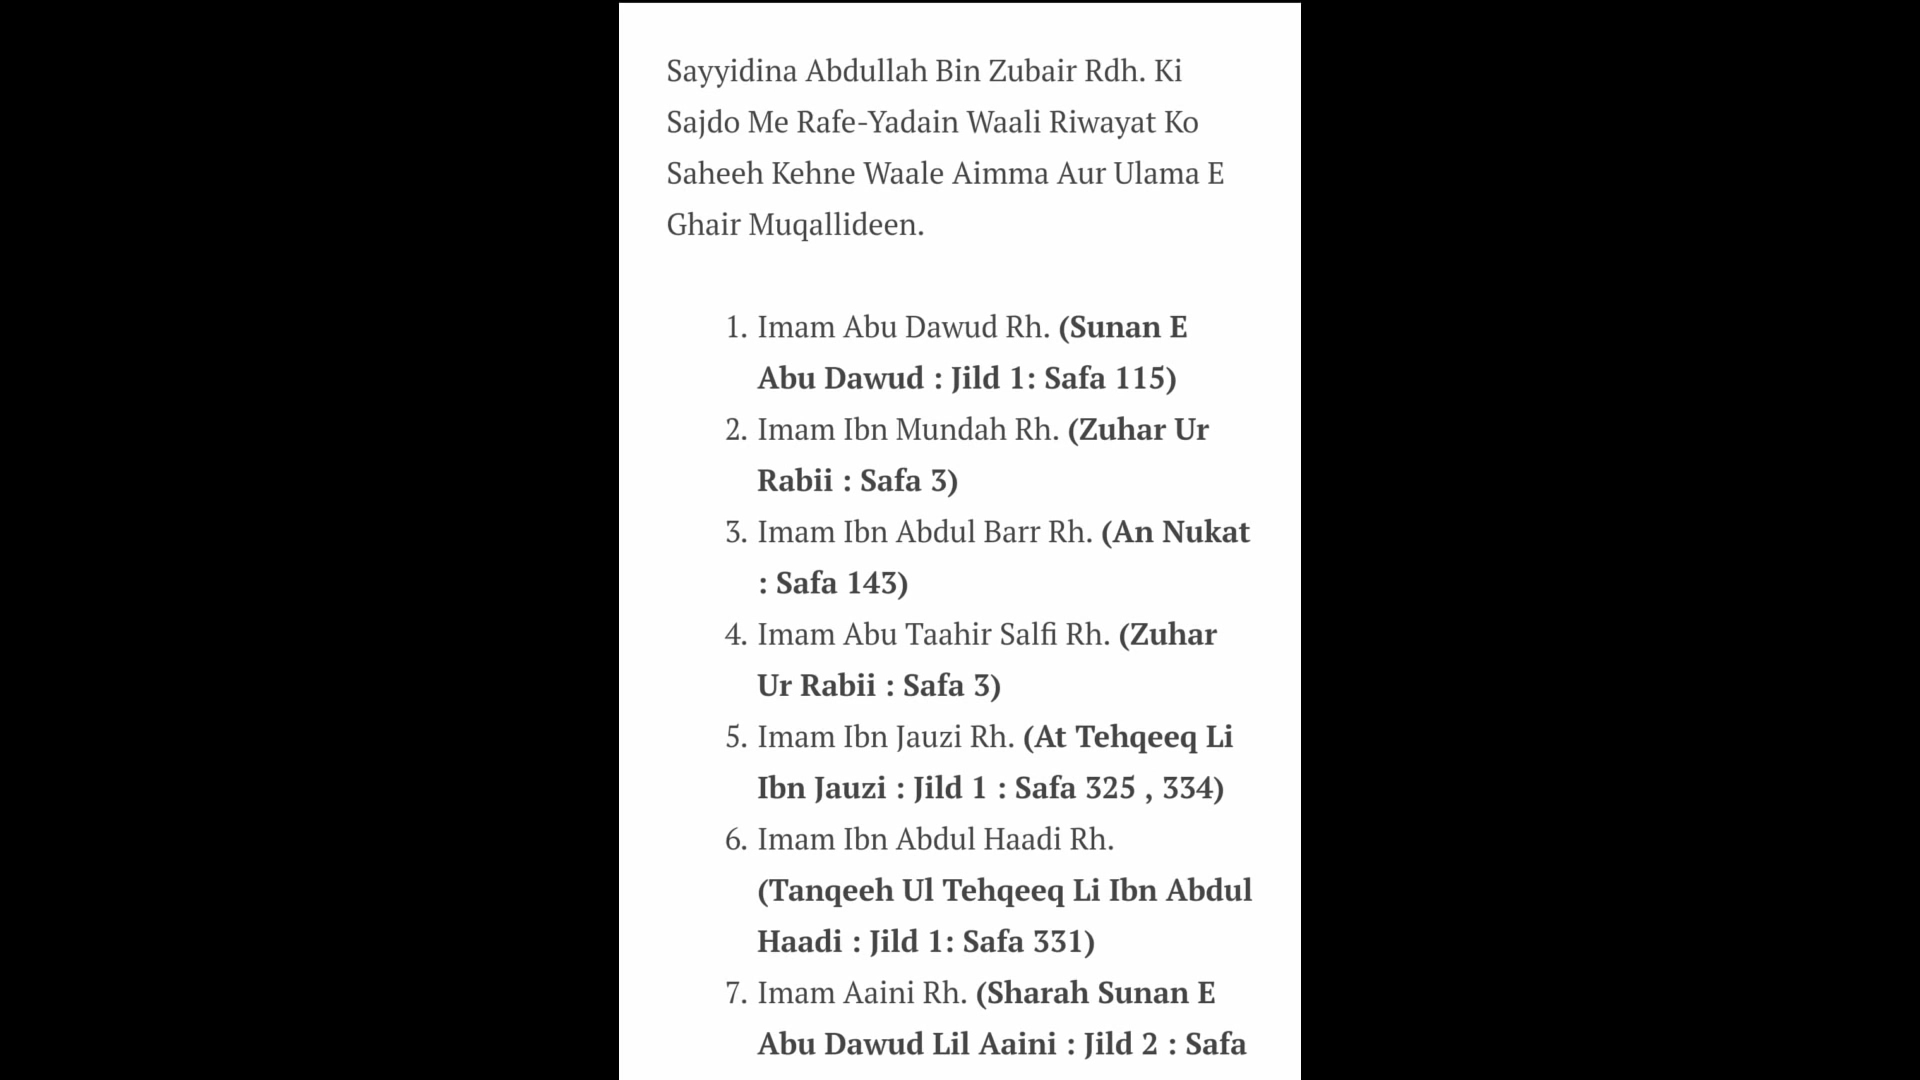 Sayyidina Abdullah Bin Zubair Rdh. Ki
Sajdo Me Rafe-Yadain Waali Riwayat Ko
Saheeh Kehne Waale Aimma Aur Ulama E
Ghair Muqallideen.
1. Imam Abu Dawud Rh. (Sunan E
Abu Dawud : Jild 1: Safa 115)
2. Imam Ibn Mundah Rh. (Zuhar Ur
Rabii : Safa 3)
3. Imam Ibn Abdul Barr Rh. (An Nukat
: Safa 143)
4. Imam Abu Taahir Salfi Rh. (Zuhar
Ur Rabii : Safa 3)
5. Imam Ibn Jauzi Rh. (At Tehqeeq Li
Ibn Jauzi : Jild 1 : Safa 325 , 334)
6. Imam Ibn Abdul Haadi Rh.
(Tanqeeh Ul Tehqeeq Li Ibn Abdul
Haadi : Jild 1: Safa 331)
7. Imam Aaini Rh. (Sharah Sunan E
Abu Dawud Lil Aaini : Jild 2 : Safa